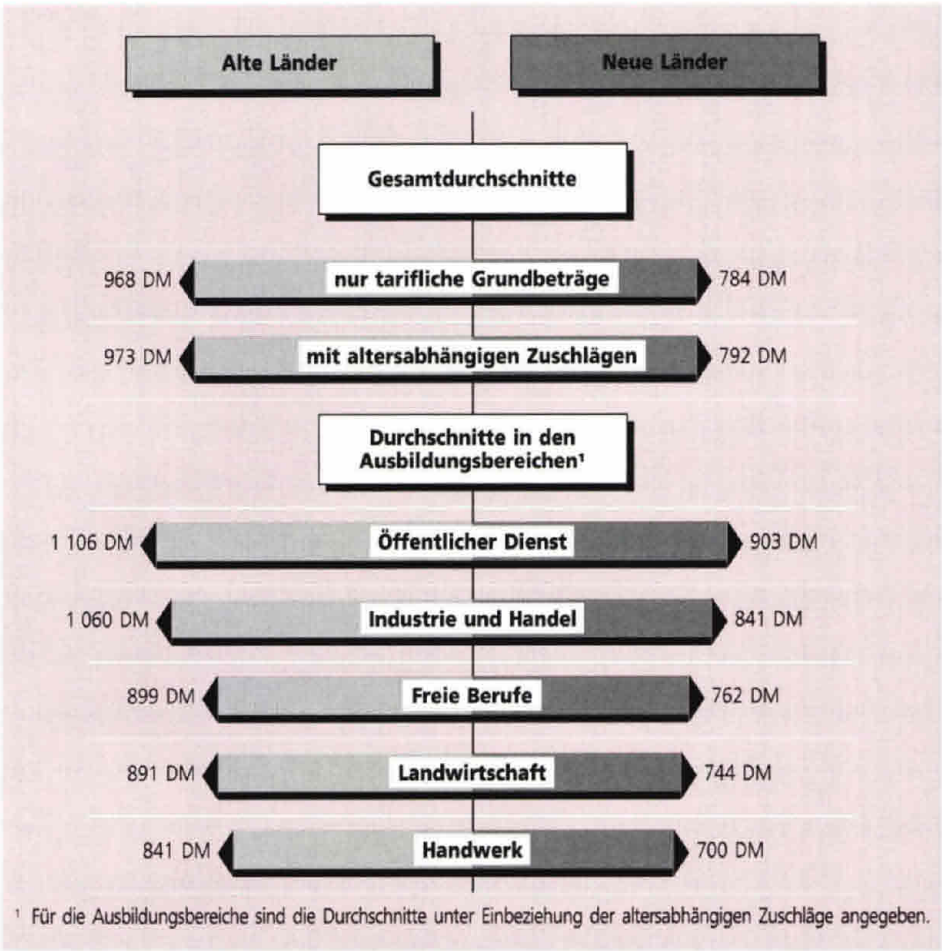 Alte Länder
Neue Länder
Gesamtdurchschnitte
968 DM nur tarifliche Grundbeträge 784 DM
973 DM mit altersabhängigen Zuschlägen 792 DM
Durchschnitte in den
Ausbildungsbereichen¹
1 106 DM Öffentlicher Dienst 903 DM
1 060 DM Industrie und Handel 841 DM
899 DM Freie Berufe 762 DM
891 DM Landwirtschaft 744 DM
841 DM Handwerk 700 DM
¹ Für die Ausbildungsbereiche sind die Durchschnitte unter Einbeziehung der altersabhängigen Zuschläge angegeben.